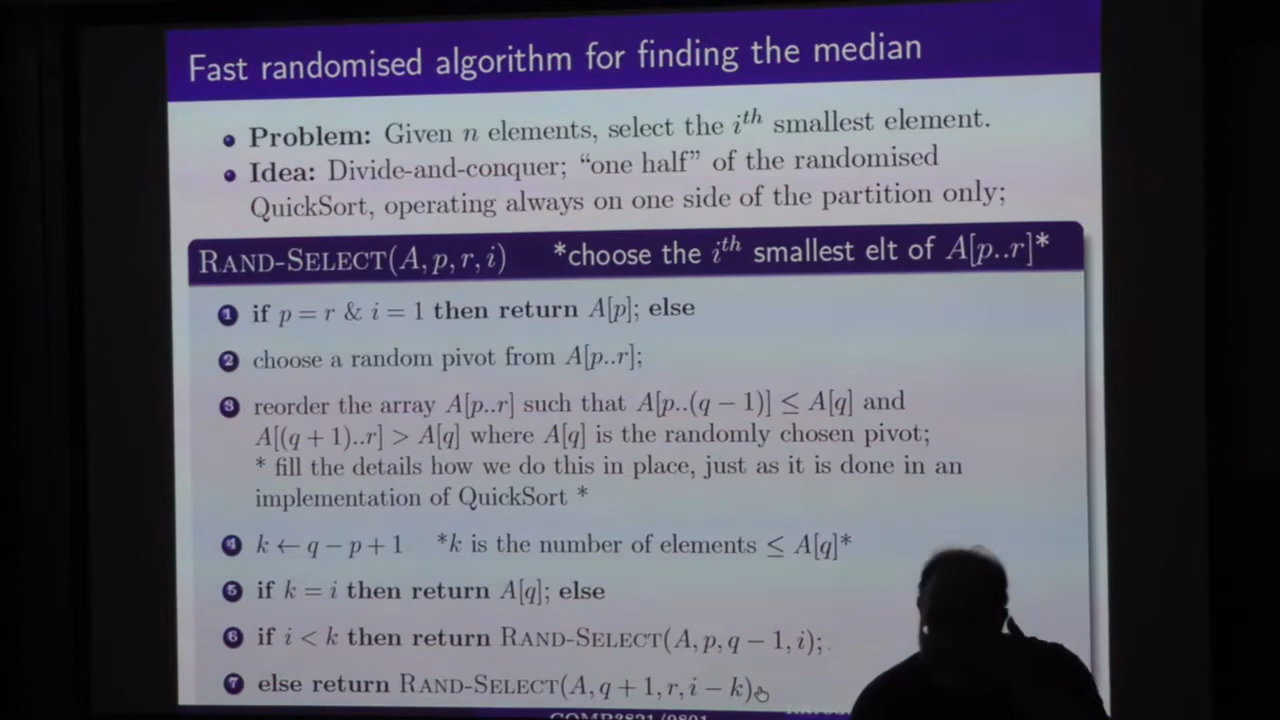 Fast randomised algorithm for finding the median
• Problem: Given n elements, select the i^th smallest element.
• Idea: Divide-and-conquer; “one half” of the randomised
QuickSort, operating always on one side of the partition only;
RAND-SELECT(A, p, r, i) *choose the i^th smallest elt of A[p..r]*
1 if p = r & i = 1 then return A[p]; else
2 choose a random pivot from A[p..r];
3 reorder the array A[p..r] such that A[p..(q − 1)] ≤ A[q] and
A[(q + 1)..r] > A[q] where A[q] is the randomly chosen pivot;
* fill the details how we do this in place, just as it is done in an
implementation of QuickSort *
4 k ← q − p + 1 *k is the number of elements ≤ A[q]*
5 if k = i then return A[q]; else
6 if i < k then return RAND-SELECT(A, p, q − 1, i);
7 else return RAND-SELECT(A, q + 1, r, i − k)